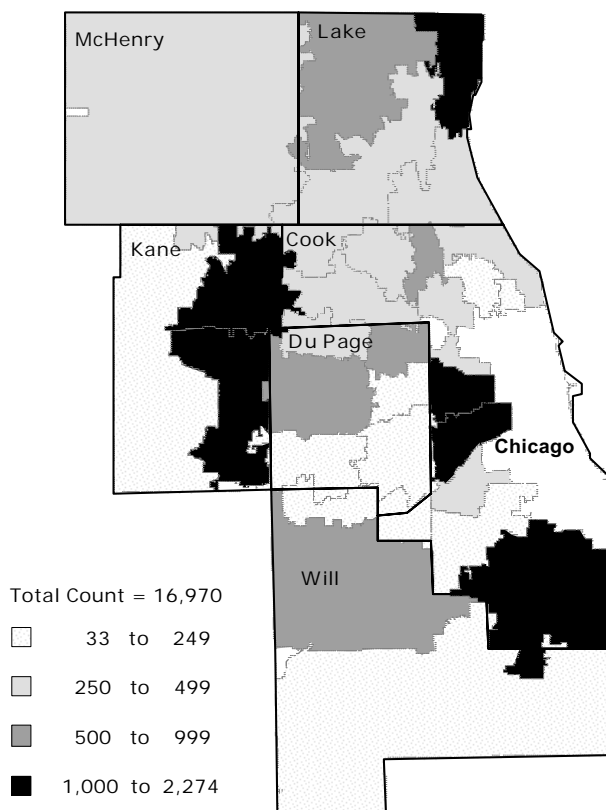 McHenry
Lake
Kane
Cook
Du Page
Chicago
Will
Total Count = 16,970
33 to 249
250 to 499
500 to 999
1,000 to 2,274